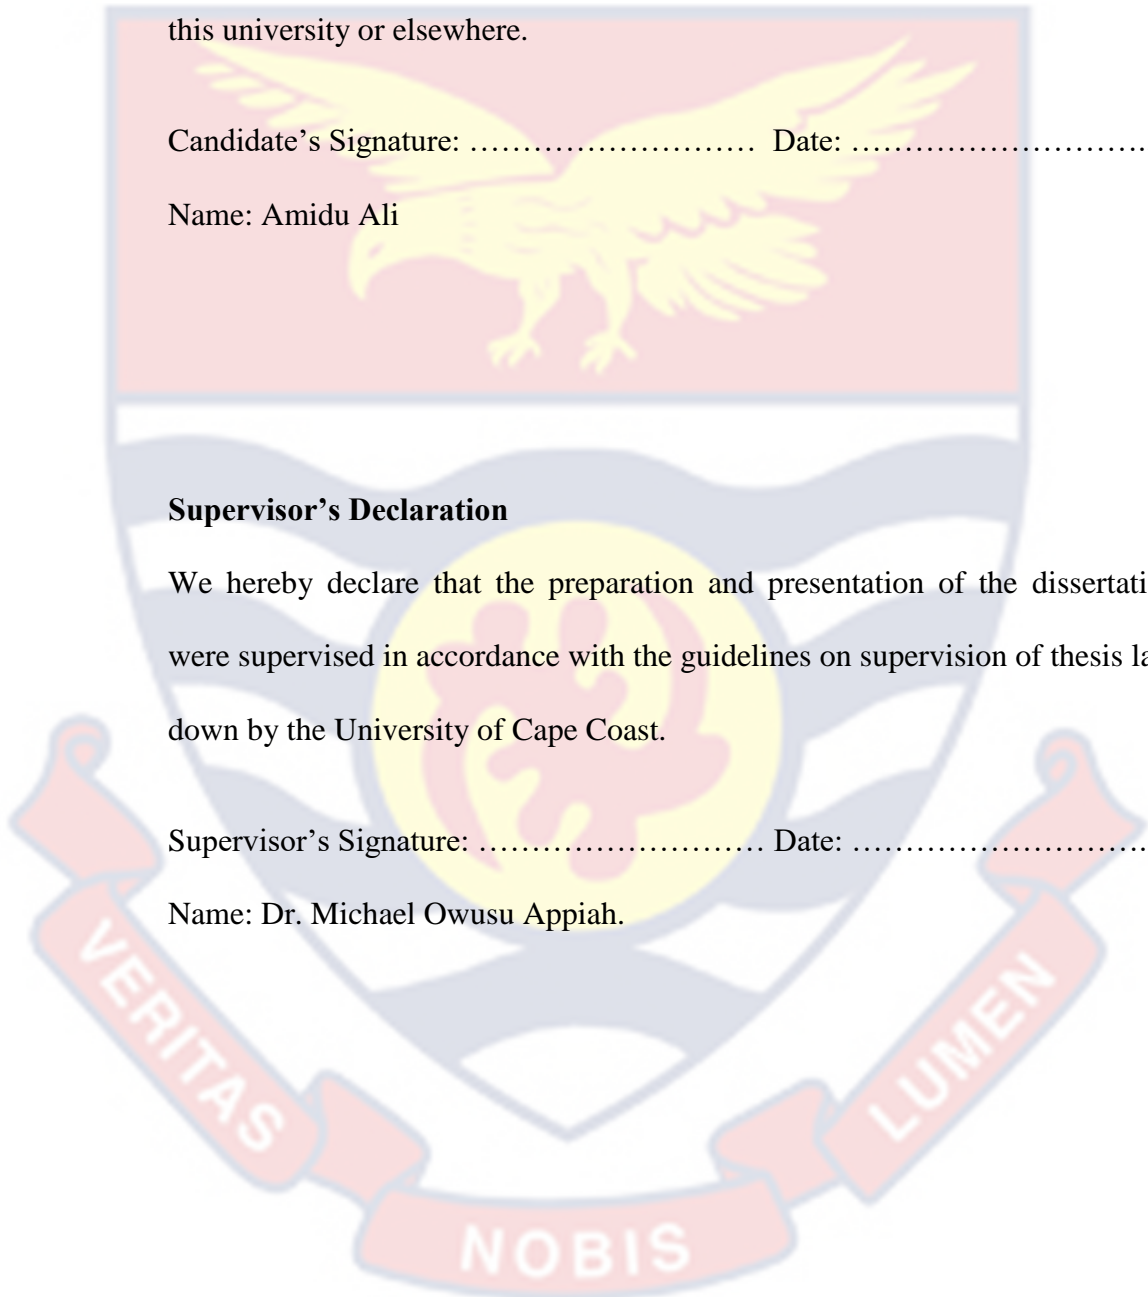 this university or elsewhere.
Candidate’s Signature: ……………………… Date: ……………………….
Name: Amidu Ali
Supervisor’s Declaration
We hereby declare that the preparation and presentation of the dissertati
were supervised in accordance with the guidelines on supervision of thesis la
down by the University of Cape Coast.
Supervisor’s Signature: ……………………… Date: ……………………….
Name: Dr. Michael Owusu Appiah.
VERITAS
NOBIS
LUMEN